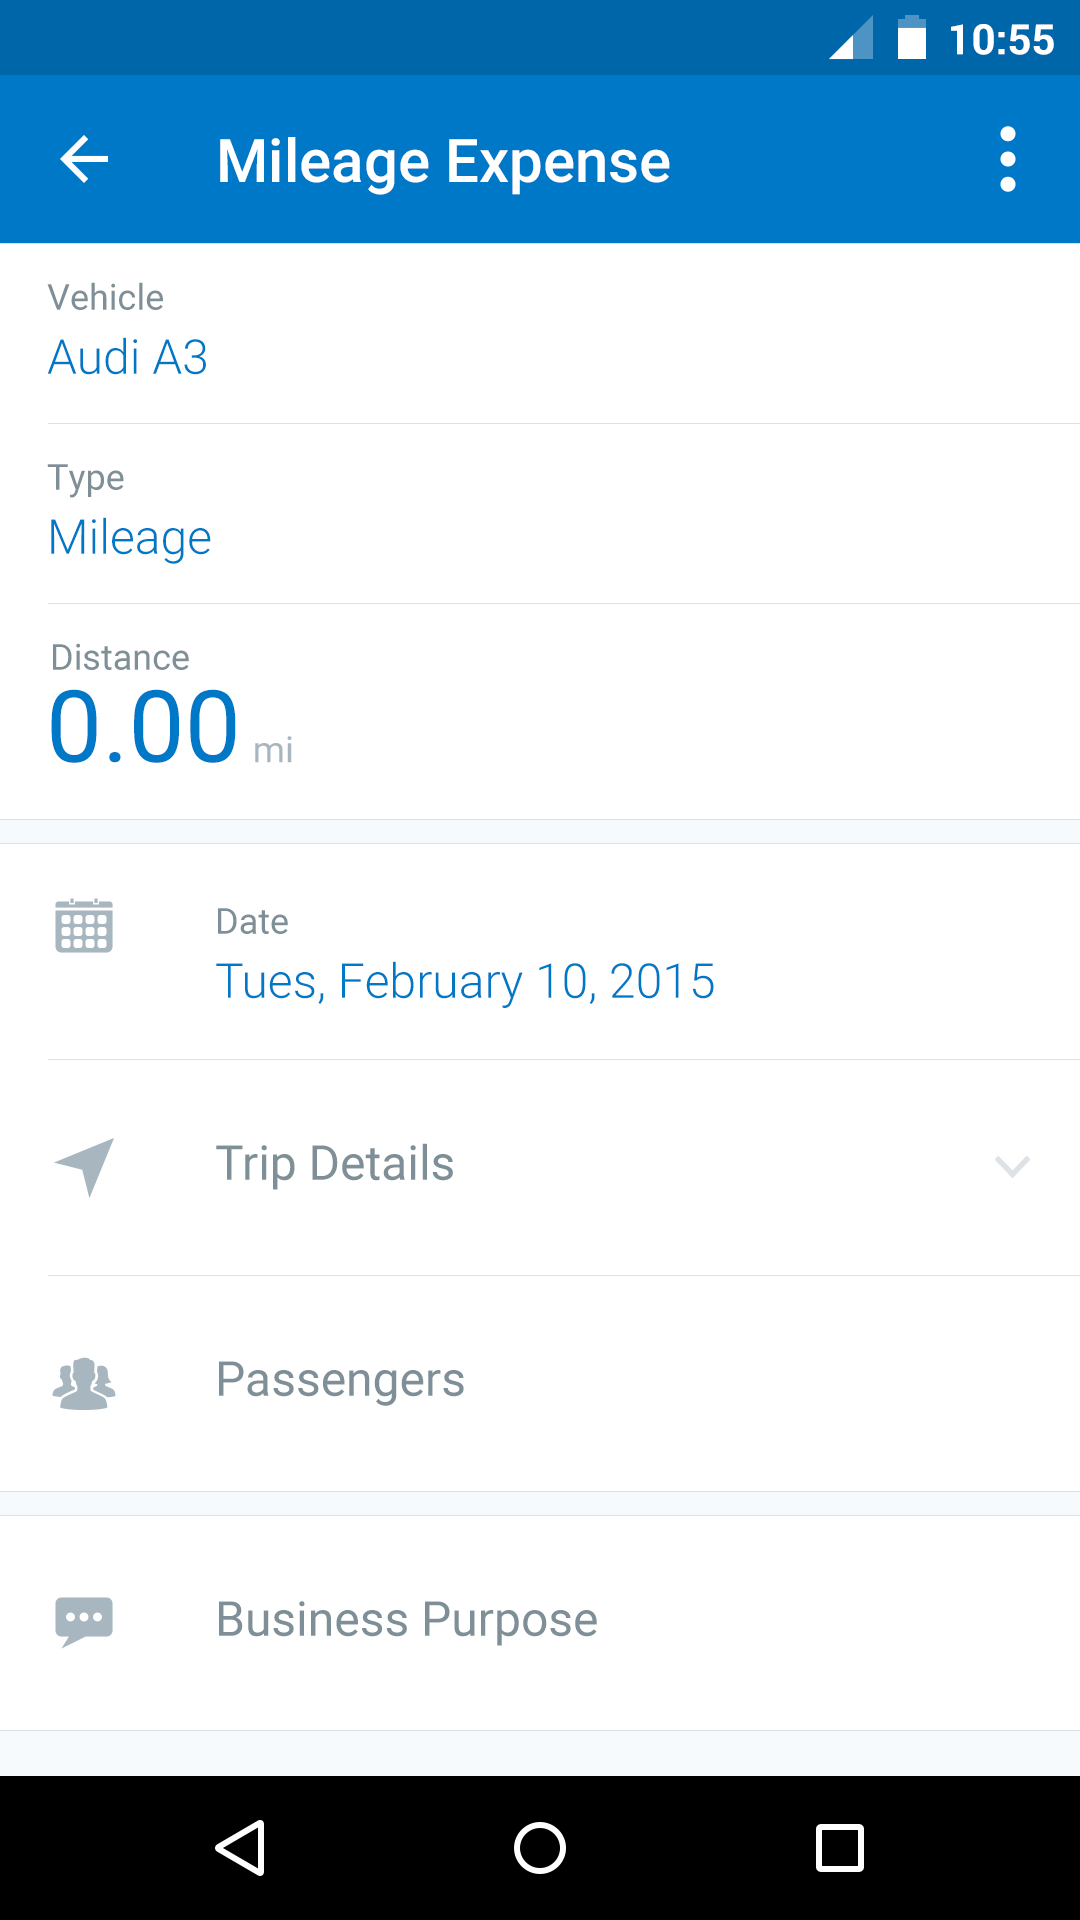 10:55
Mileage Expense
Vehicle
Audi A3
Type
Mileage
Distance
0.00 mi
Date
Tues, February 10, 2015
Trip Details
Passengers
Business Purpose